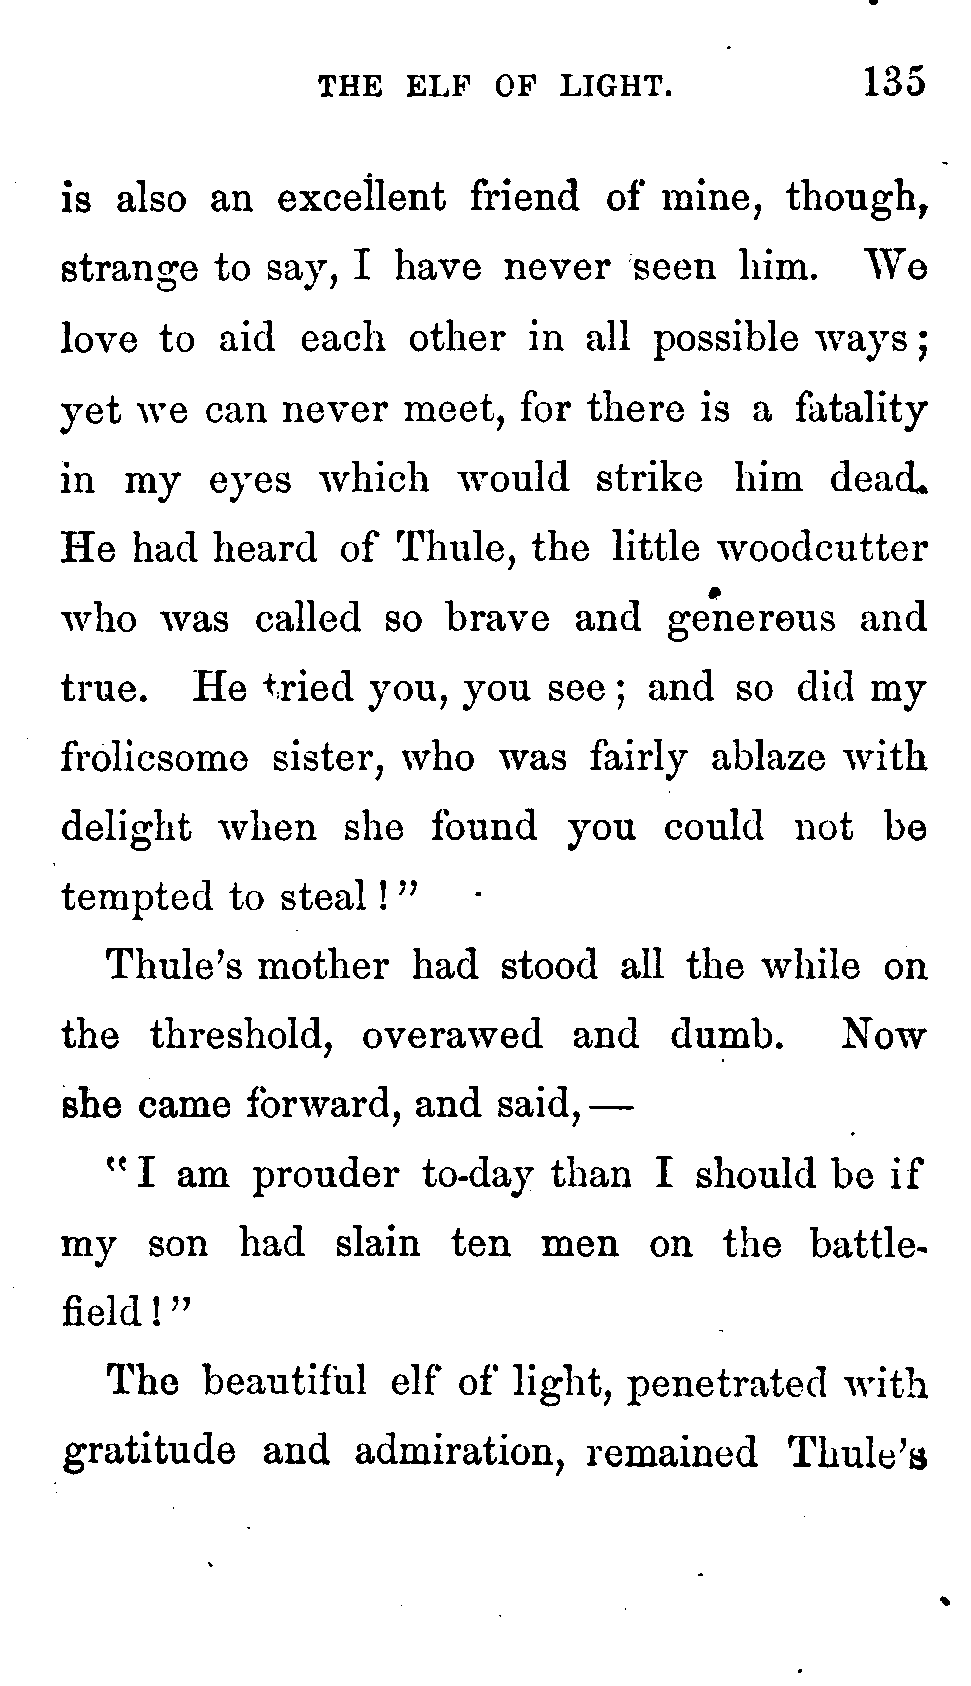 THE ELF OF LIGHT. 135
is also an excellent friend of mine, though,
strange to say, I have never seen him. We
love to aid each other in all possible ways;
yet we can never meet, for there is a fatality
in my eyes which would strike him dead.
He had heard of Thule, the little woodcutter
who was called so brave and generous and
true. He tried you, you see; and so did my
frolicsome sister, who was fairly ablaze with
delight when she found you could not be
tempted to steal!"
Thule's mother had stood all the while on
the threshold, overawed and dumb. Now
she came forward, and said,—
"I am prouder to-day than I should be if
my son had slain ten men on the battle-
field!"
The beautiful elf of light, penetrated with
gratitude and admiration, remained Thule's